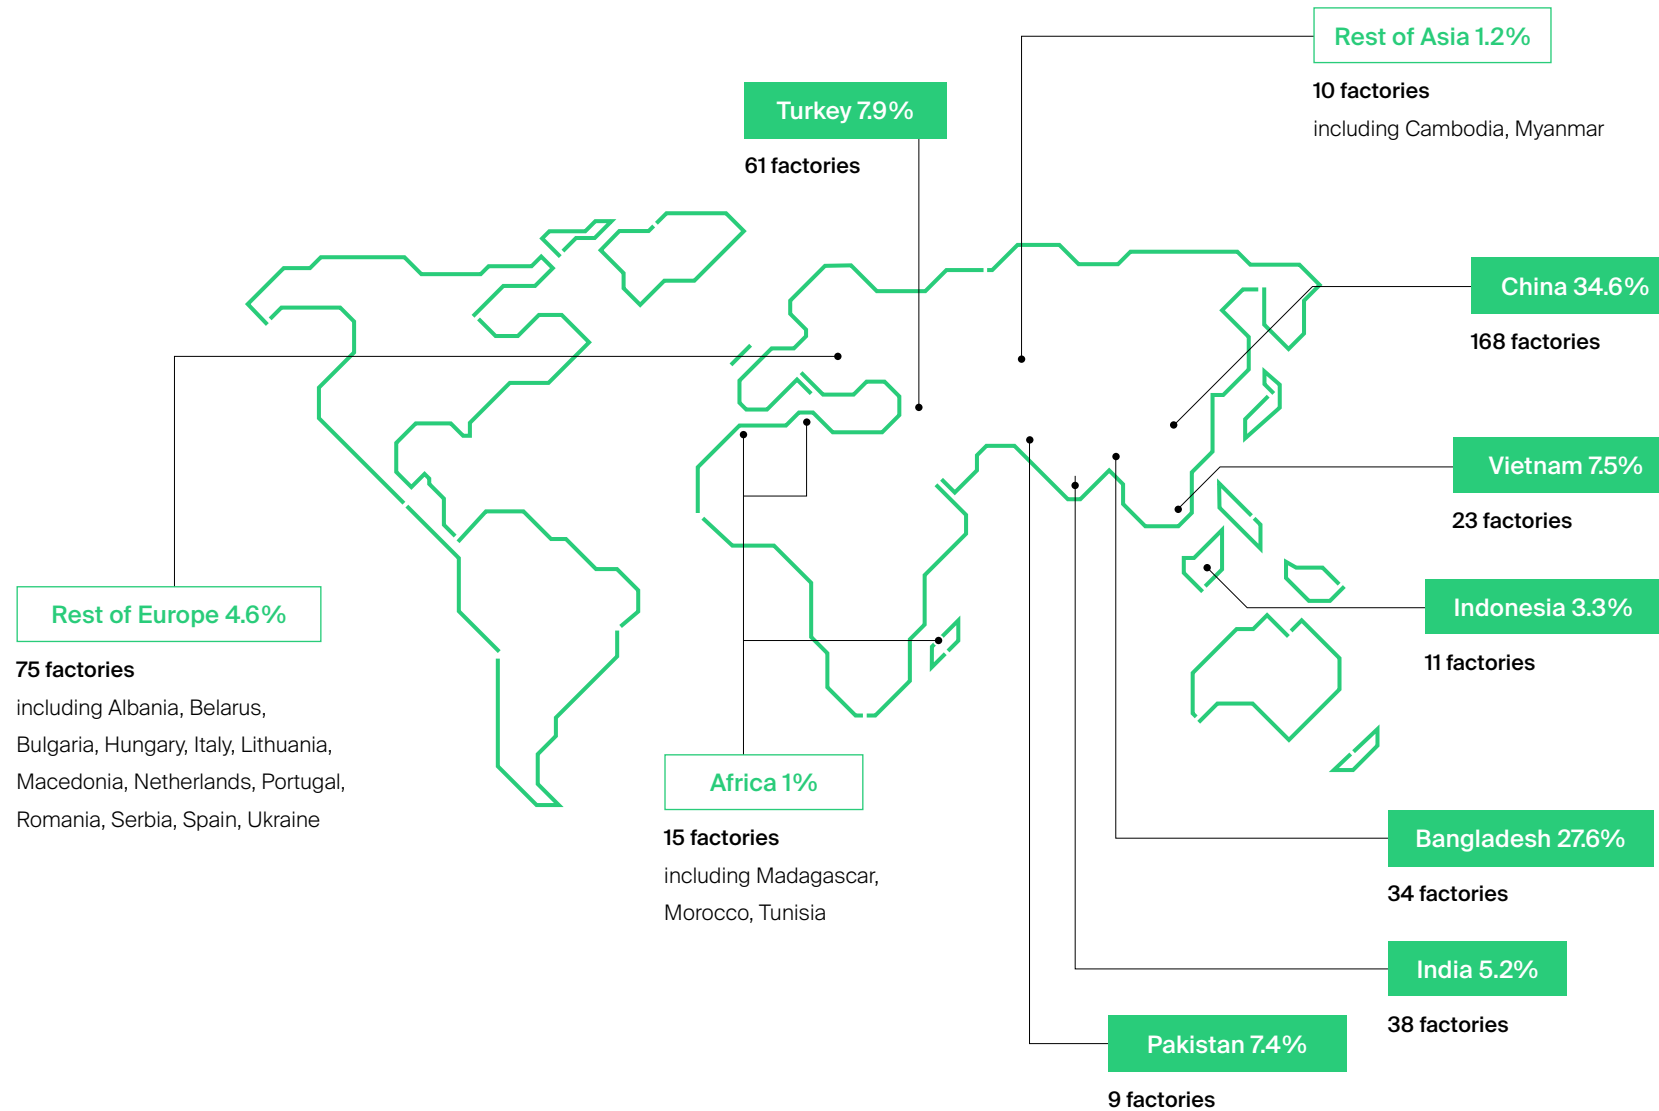 Rest of Asia 1.2%
10 factories
including Cambodia, Myanmar
Turkey 7.9%
61 factories
China 34.6%
168 factories
Vietnam 7.5%
23 factories
Indonesia 3.3%
11 factories
Rest of Europe 4.6%
75 factories
including Albania, Belarus,
Bulgaria, Hungary, Italy, Lithuania,
Macedonia, Netherlands, Portugal,
Romania, Serbia, Spain, Ukraine
Africa 1%
15 factories
including Madagascar,
Morocco, Tunisia
Bangladesh 27.6%
34 factories
India 5.2%
38 factories
Pakistan 7.4%
9 factories